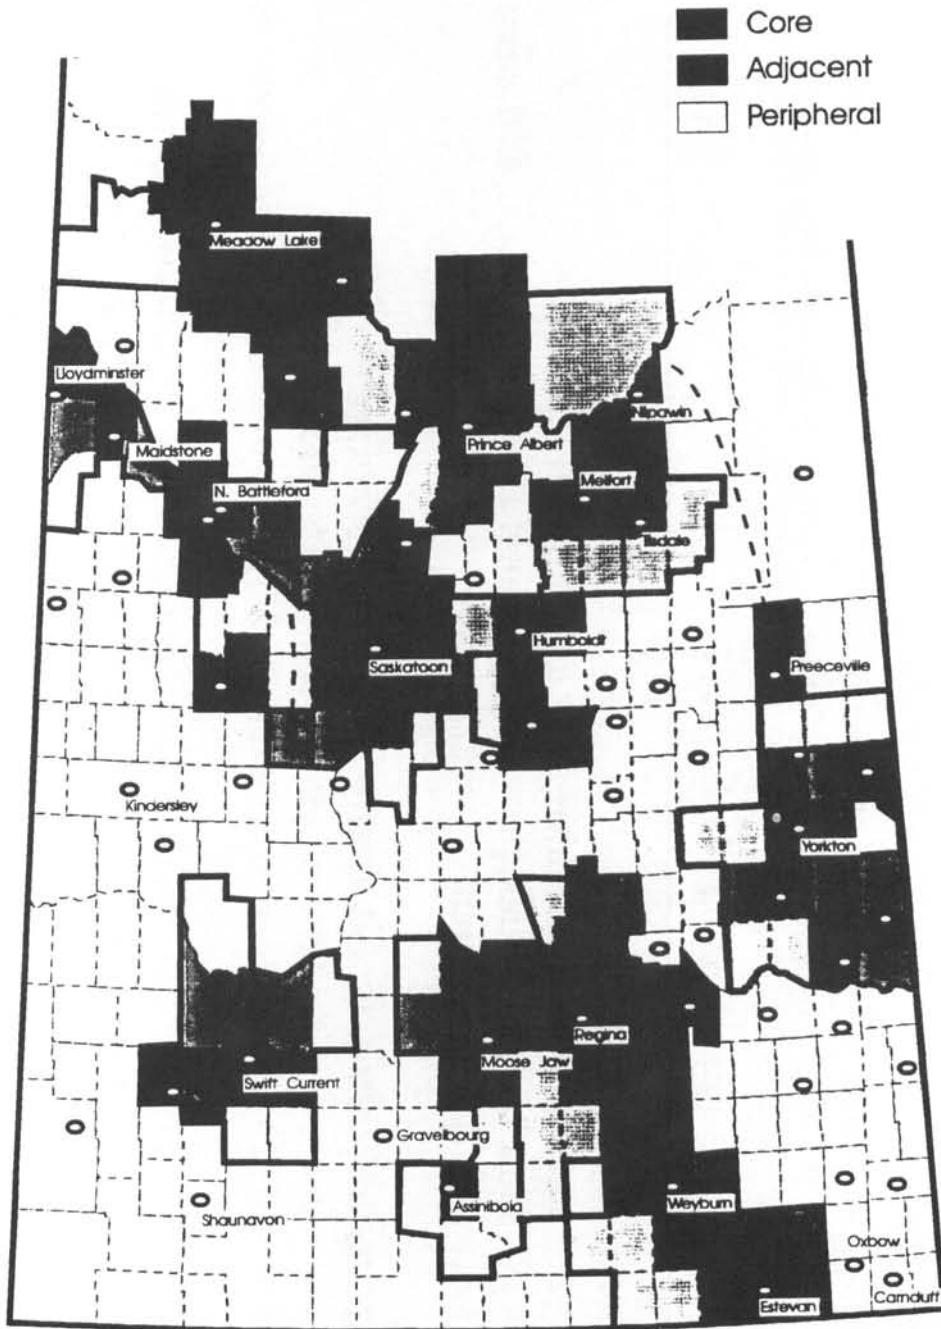 Core
Adjacent
Peripheral
Meadow Lake
Lloydminster
Nipawin
Maidstone
Prince Albert
Melfort
N. Battleford
Tisdale
Humboldt
Saskatoon
Preeceville
Kindersley
Yorkton
Regina
Moose Jaw
Swift Current
Gravelbourg
Assiniboia
Weyburn
Shaunavon
Oxbow
Estevan
Carnduff